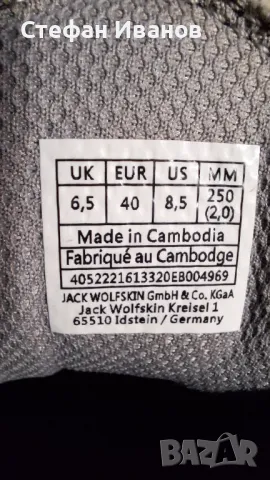 Стефан Иванов
UK EUR US MM
6,5 40 8,5 250 (2,0)
Made in Cambodia
Fabriqué au Cambodge
4052221613320EB004969
JACK WOLFSKIN GmbH & Co. KGaA
Jack Wolfskin Kreisel 1
65510 Idstein / Germany
БАЗАР